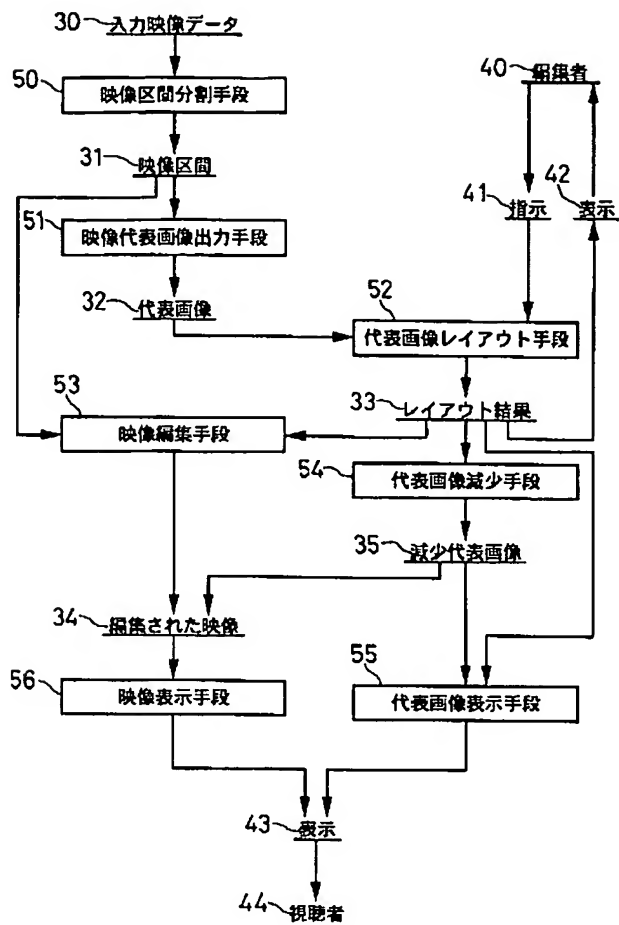 30 入力映像データ
50 映像区間分割手段
40 編集者
31 映像区間
41 指示
42 表示
51 映像代表画像出力手段
32 代表画像
52 代表画像レイアウト手段
33 レイアウト結果
53 映像編集手段
54 代表画像減少手段
35 減少代表画像
34 編集された映像
56 映像表示手段
55 代表画像表示手段
43 表示
44 視聴者